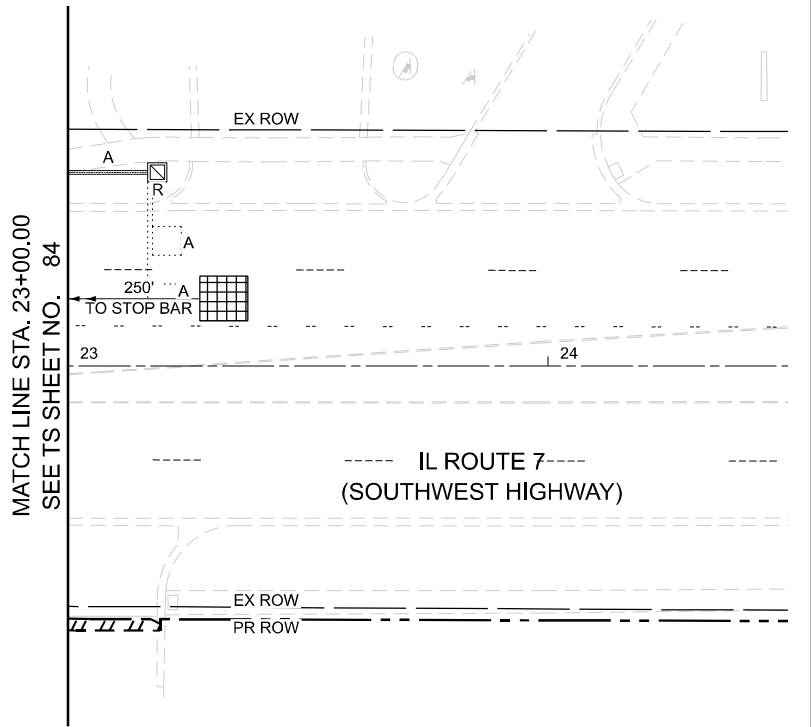 EX ROW
A
R
A
250'
A
TO STOP BAR
MATCH LINE STA. 23+00.00
SEE TS SHEET NO. 84
23
24
IL ROUTE 7
(SOUTHWEST HIGHWAY)
EX ROW
PR ROW